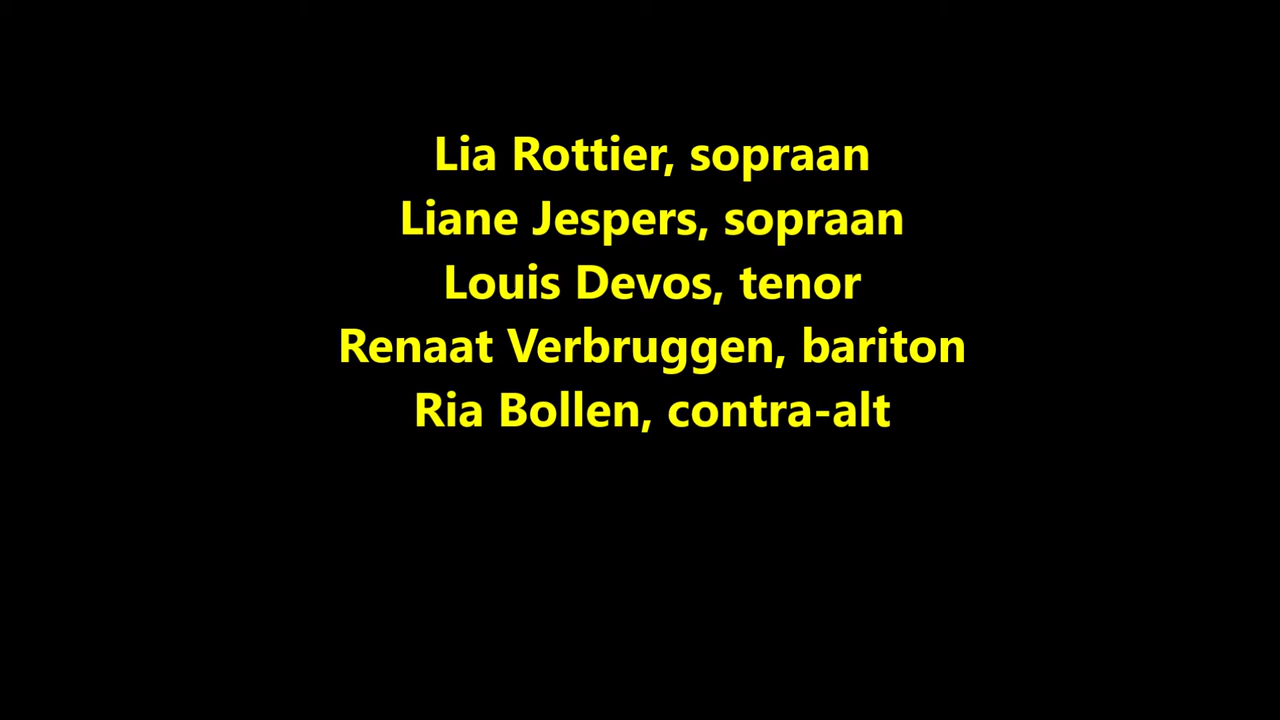 Lia Rottier, sopraan
Liane Jespers, sopraan
Louis Devos, tenor
Renaat Verbruggen, bariton
Ria Bollen, contra-alt